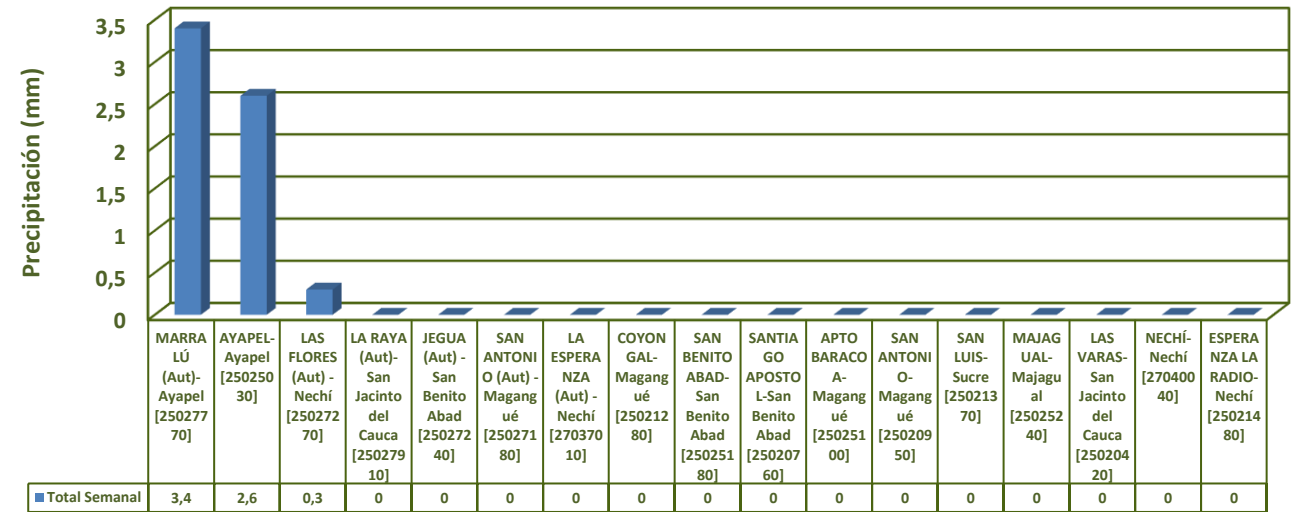 Precipitación (mm)
3,5
3
2,5
2
1,5
1
0,5
0
MARRA
LÚ
(Aut)-
Ayapel
[250277
70]
AYAPEL-
Ayapel
[250250
30]
LAS
FLORES
(Aut) -
Nechí
[250272
70]
LA RAYA
(Aut)-
San
Jacinto
del
Cauca
[250279
10]
JEGUA
(Aut) -
San
Benito
Abad
[250272
40]
SAN
ANTONI
O (Aut) -
Magang
ué
[250271
80]
LA
ESPERA
NZA
(Aut) -
Nechí
[270370
10]
COYON
GAL-
Magang
ué
[250212
80]
SAN
BENITO
ABAD-
San
Benito
Abad
[250251
80]
SANTIA
GO
APOSTO
L-San
Benito
Abad
[250207
60]
APTO
BARACO
A-
Magang
ué
[250251
00]
SAN
ANTONI
O-
Magang
ué
[250209
50]
SAN
LUIS-
Sucre
[250213
70]
MAJAG
UAL-
Majagu
al
[250252
40]
LAS
VARAS-
San
Jacinto
del
Cauca
[250204
20]
NECHÍ-
Nechí
[270400
40]
ESPERA
NZA LA
RADIO-
Nechí
[250214
80]
Total Semanal 3,4 2,6 0,3 0 0 0 0 0 0 0 0 0 0 0 0 0 0